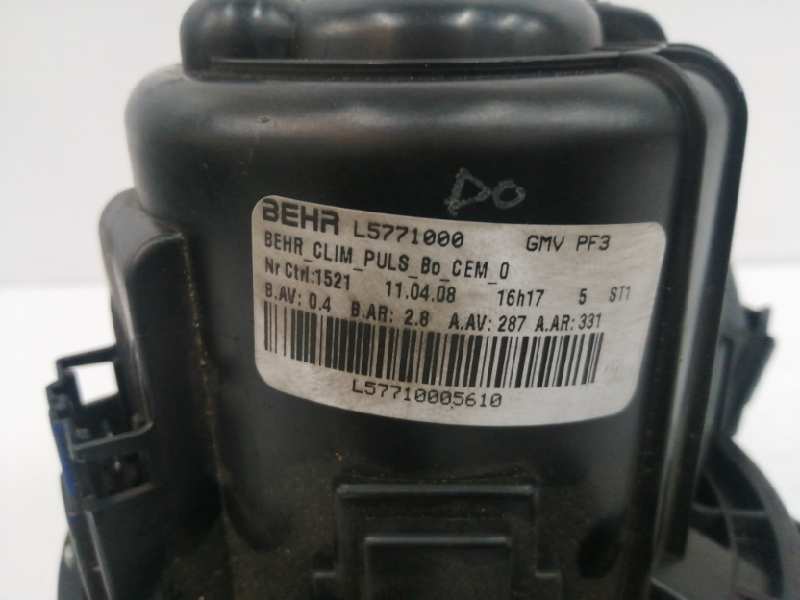 Do
BEHR L5771000 GMV PF3
BEHR_CLIM_PULS_Bo_CEM_0
Nr Ctrl:1521 11.04.08 16h17 5 ST1
B.AV: 0.4 B.AR: 2.8 A.AV: 287 A.AR: 331
L57710005610